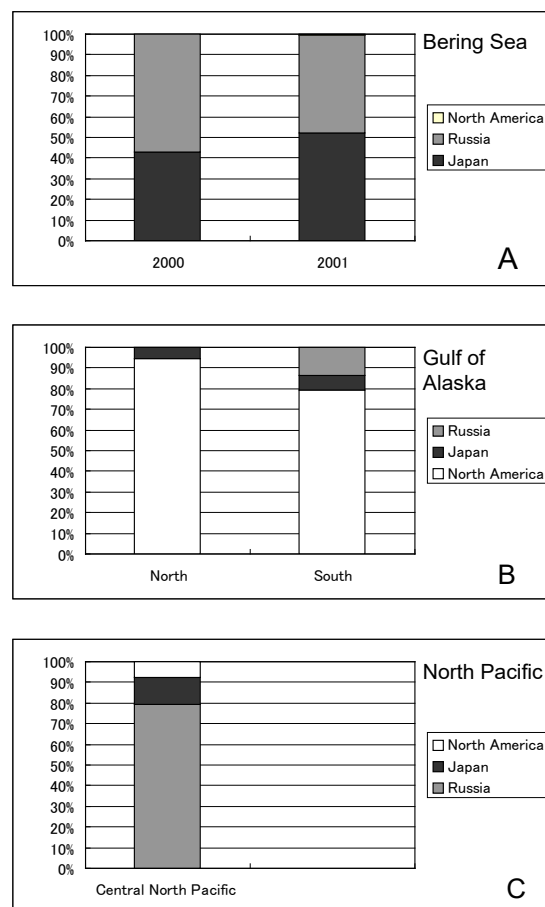 100%
90%
80%
70%
60%
50%
40%
30%
20%
10%
0%
2000 2001
Bering Sea
North America
Russia
Japan
A
100%
90%
80%
70%
60%
50%
40%
30%
20%
10%
0%
North South
Gulf of
Alaska
Russia
Japan
North America
B
100%
90%
80%
70%
60%
50%
40%
30%
20%
10%
0%
Central North Pacific
North Pacific
North America
Japan
Russia
C